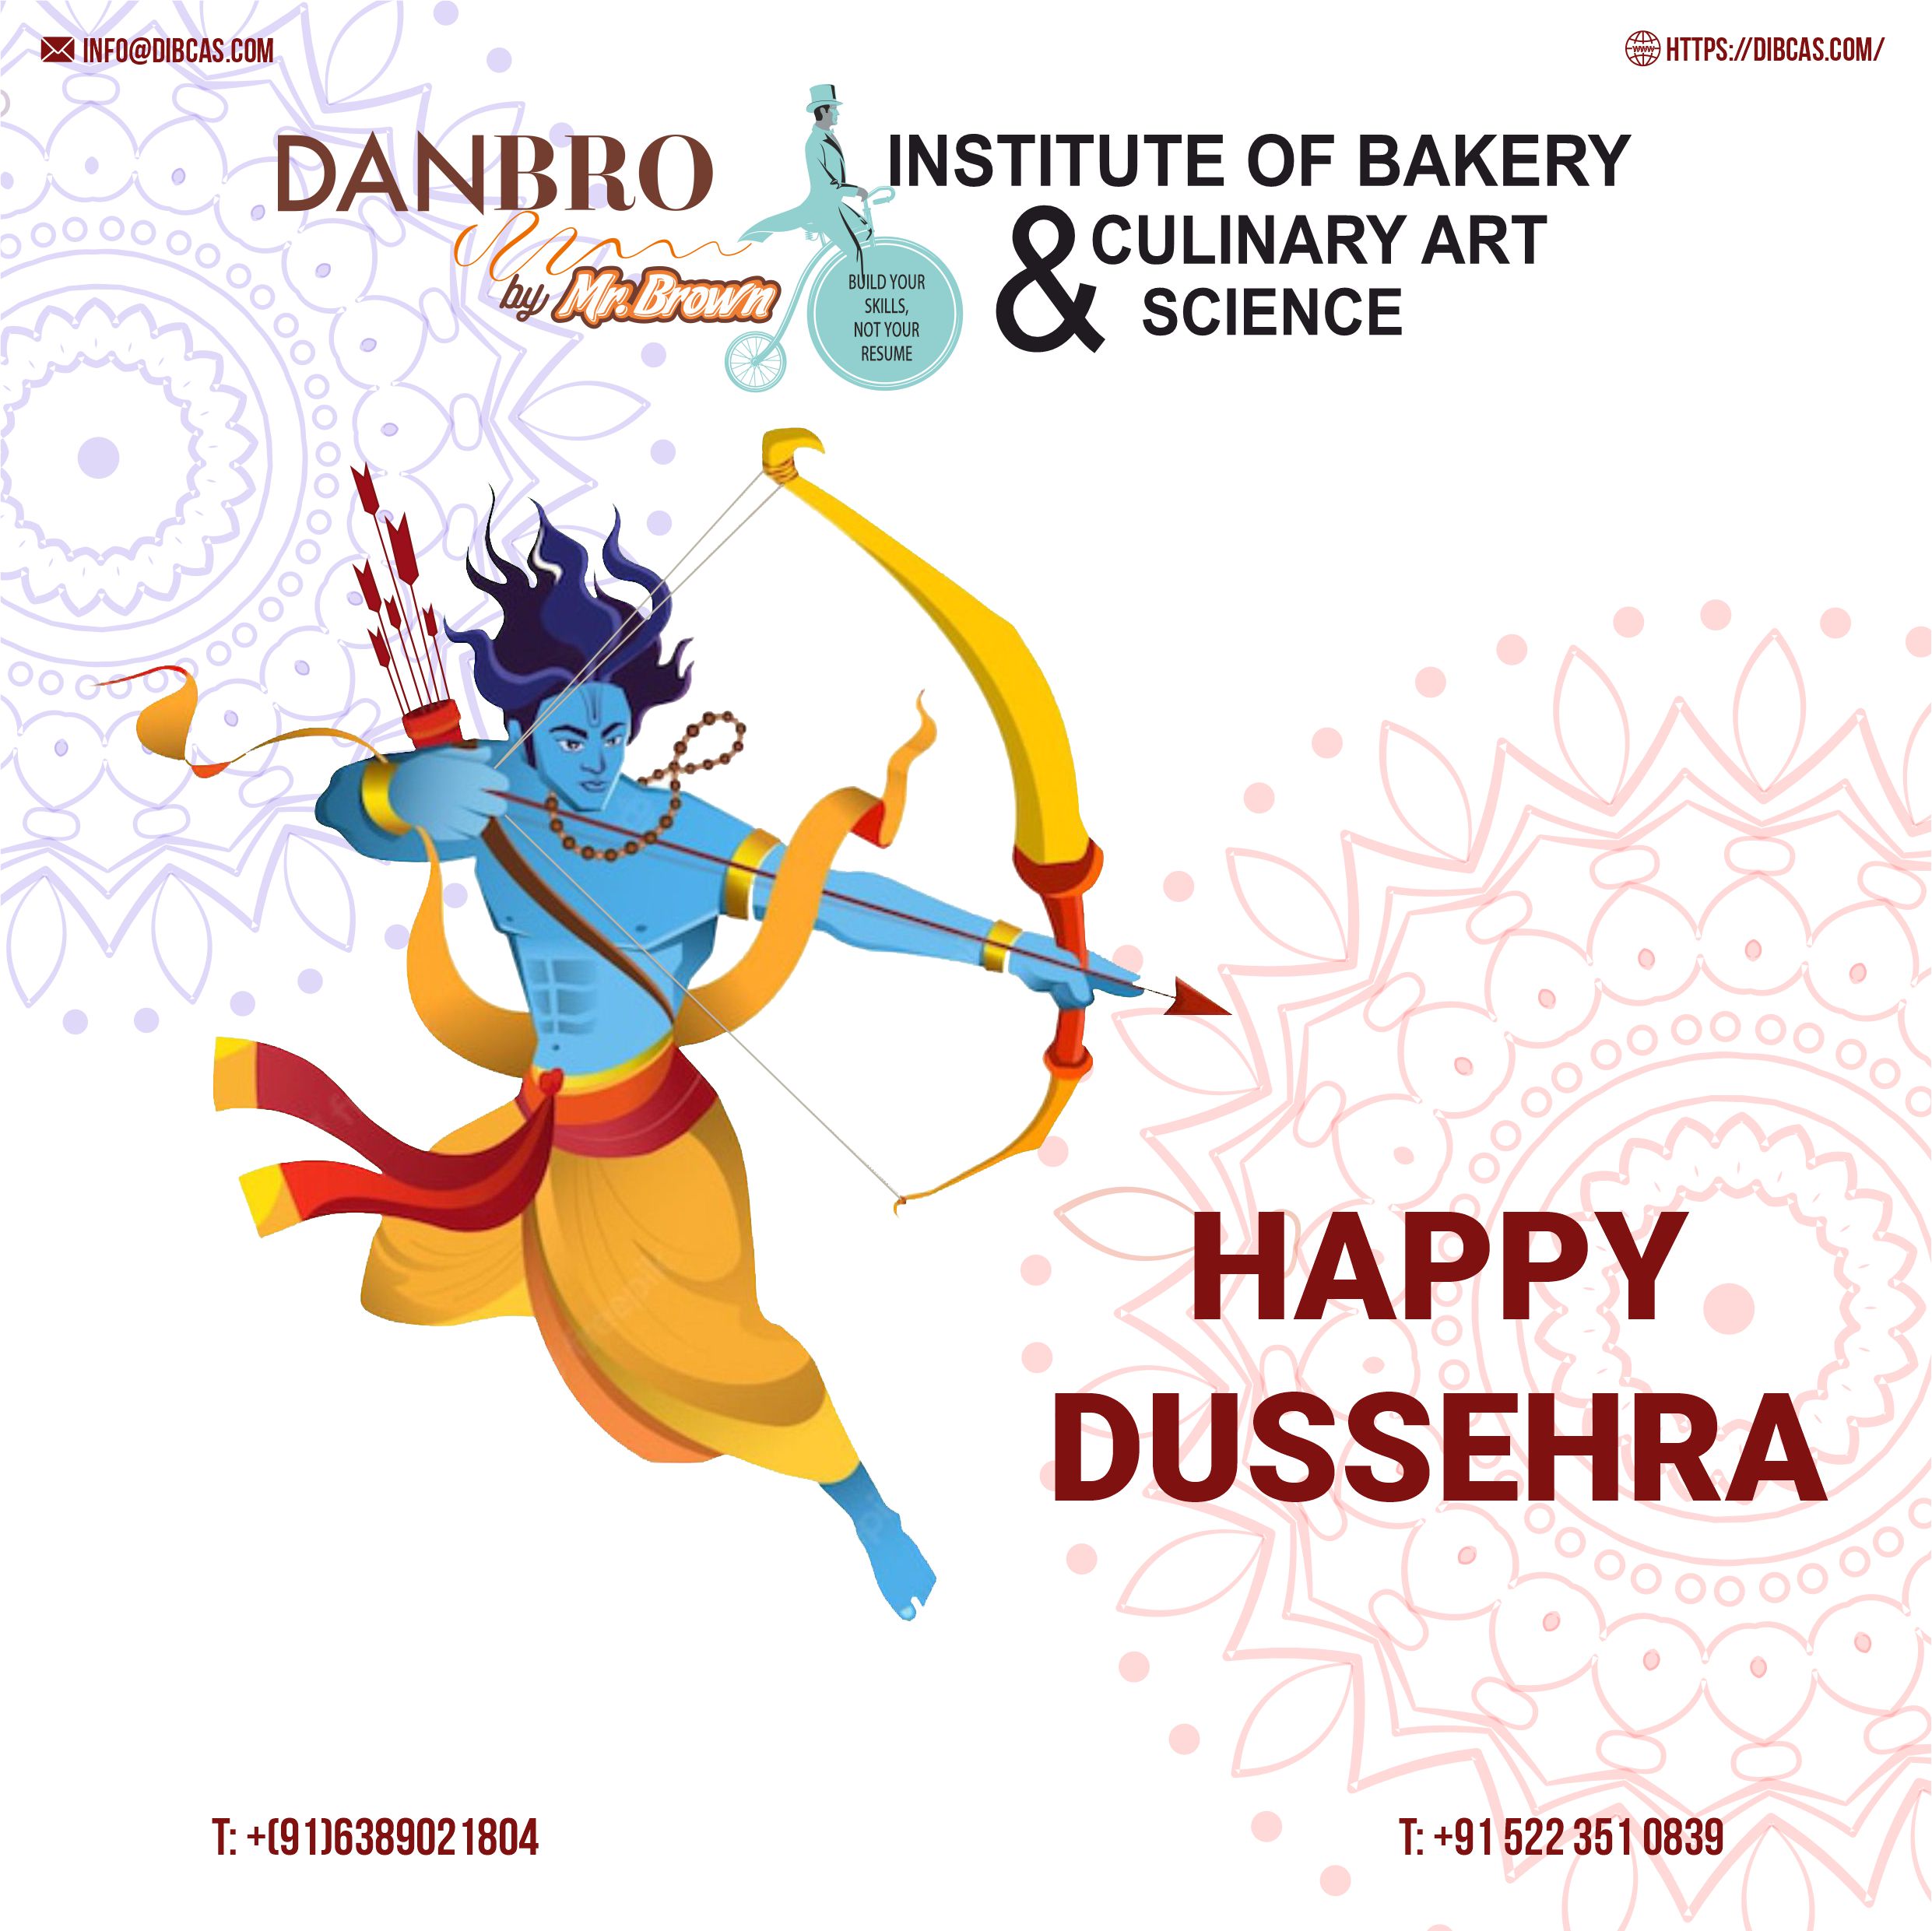 INFO@DIBCAS.COM
HTTPS://DIBCAS.COM/
DANBRO
by Mr. Brown
BUILD YOUR
SKILLS,
NOT YOUR
RESUME
INSTITUTE OF BAKERY
& CULINARY ART
SCIENCE
HAPPY
DUSSEHRA
T: +(91)6389021804
T: +91 522 351 0839